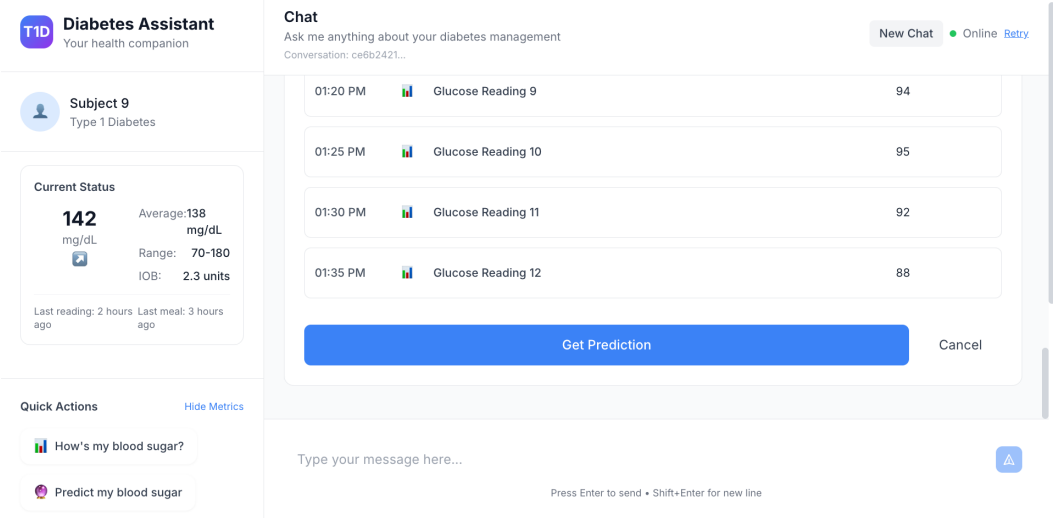 T1D
Diabetes Assistant
Your health companion
Subject 9
Type 1 Diabetes
Current Status
142
mg/dL
Average:138
mg/dL
Range: 70-180
IOB: 2.3 units
Last reading: 2 hours
ago
Last meal: 3 hours
ago
Quick Actions Hide Metrics
How's my blood sugar?
Predict my blood sugar
Chat
Ask me anything about your diabetes management
Conversation: ce6b2421...
New Chat Online Retry
01:20 PM Glucose Reading 9 94
01:25 PM Glucose Reading 10 95
01:30 PM Glucose Reading 11 92
01:35 PM Glucose Reading 12 88
Get Prediction Cancel
Type your message here...
Press Enter to send • Shift+Enter for new line